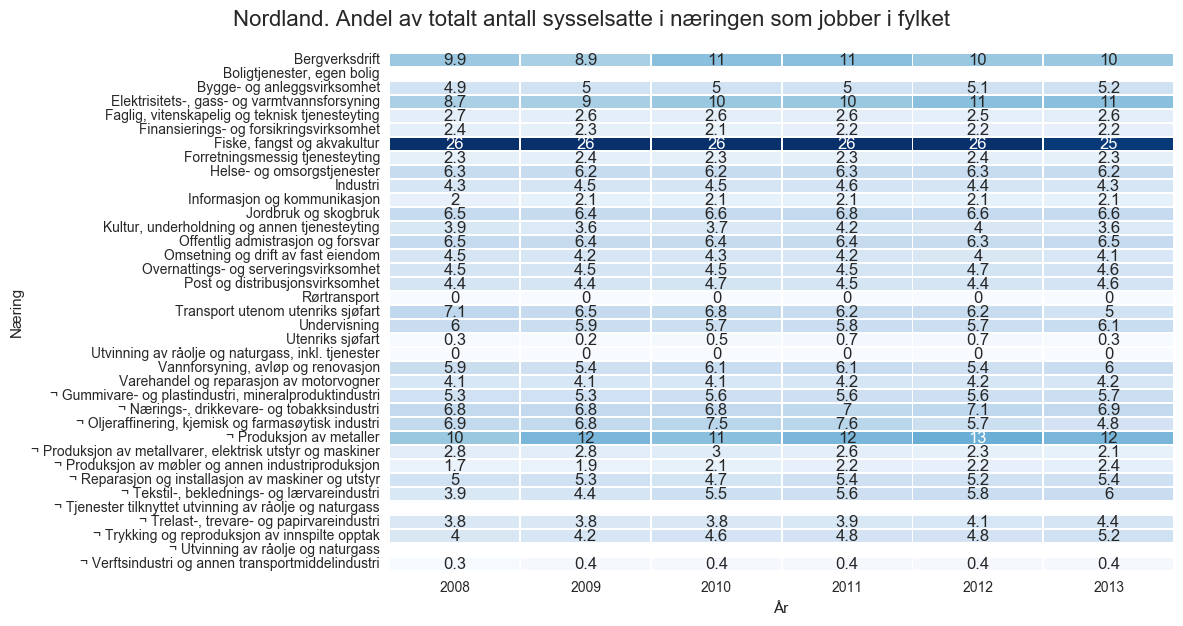 Nordland. Andel av totalt antall sysselsatte i næringen som jobber i fylket
Bergverksdrift 9.9 8.9 11 11 10 10
Boligtjenester, egen bolig
Bygge- og anleggsvirksomhet 4.9 5 5 5 5.1 5.2
Elektrisitets-, gass- og varmtvannsforsyning 8.7 9 10 10 11 11
Faglig, vitenskapelig og teknisk tjenesteyting 2.7 2.6 2.6 2.6 2.5 2.6
Finansierings- og forsikringsvirksomhet 2.4 2.3 2.1 2.2 2.2 2.2
Fiske, fangst og akvakultur 26 26 26 26 26 25
Forretningsmessig tjenesteyting 2.3 2.4 2.3 2.3 2.4 2.3
Helse- og omsorgstjenester 6.3 6.2 6.2 6.3 6.3 6.2
Industri 4.3 4.5 4.5 4.6 4.4 4.3
Informasjon og kommunikasjon 2 2.1 2.1 2.1 2.1 2.1
Jordbruk og skogbruk 6.5 6.4 6.6 6.8 6.6 6.6
Kultur, underholdning og annen tjenesteyting 3.9 3.6 3.7 4.2 4 3.6
Offentlig admistrasjon og forsvar 6.5 6.4 6.4 6.4 6.3 6.5
Omsetning og drift av fast eiendom 4.5 4.2 4.3 4.2 4 4.1
Overnattings- og serveringsvirksomhet 4.5 4.5 4.5 4.5 4.7 4.6
Post og distribusjonsvirksomhet 4.4 4.4 4.7 4.5 4.4 4.6
Rørtransport 0 0 0 0 0 0
Transport utenom utenriks sjøfart 7.1 6.5 6.8 6.2 6.2 5
Undervisning 6 5.9 5.7 5.8 5.7 6.1
Utenriks sjøfart 0.3 0.2 0.5 0.7 0.7 0.3
Utvinning av råolje og naturgass, inkl. tjenester 0 0 0 0 0 0
Vannforsyning, avløp og renovasjon 5.9 5.4 6.1 6.1 5.4 6
Varehandel og reparasjon av motorvogner 4.1 4.1 4.1 4.2 4.2 4.2
¬ Gummivare- og plastindustri, mineralproduktindustri 5.3 5.3 5.6 5.6 5.6 5.7
¬ Nærings-, drikkevare- og tobakksindustri 6.8 6.8 6.8 7 7.1 6.9
¬ Oljeraffinering, kjemisk og farmasøytisk industri 6.9 6.8 7.5 7.6 5.7 4.8
¬ Produksjon av metaller 10 12 11 12 13 12
¬ Produksjon av metallvarer, elektrisk utstyr og maskiner 2.8 2.8 3 2.6 2.3 2.1
¬ Produksjon av møbler og annen industriproduksjon 1.7 1.9 2.1 2.2 2.2 2.4
¬ Reparasjon og installasjon av maskiner og utstyr 5 5.3 4.7 5.4 5.2 5.4
¬ Tekstil-, beklednings- og lærvareindustri 3.9 4.4 5.5 5.6 5.8 6
¬ Tjenester tilknyttet utvinning av råolje og naturgass
¬ Trelast-, trevare- og papirvareindustri 3.8 3.8 3.8 3.9 4.1 4.4
¬ Trykking og reproduksjon av innspilte opptak 4 4.2 4.6 4.8 4.8 5.2
¬ Utvinning av råolje og naturgass
¬ Verftsindustri og annen transportmiddelindustri 0.3 0.4 0.4 0.4 0.4 0.4
2008 2009 2010 2011 2012 2013
År
Næring